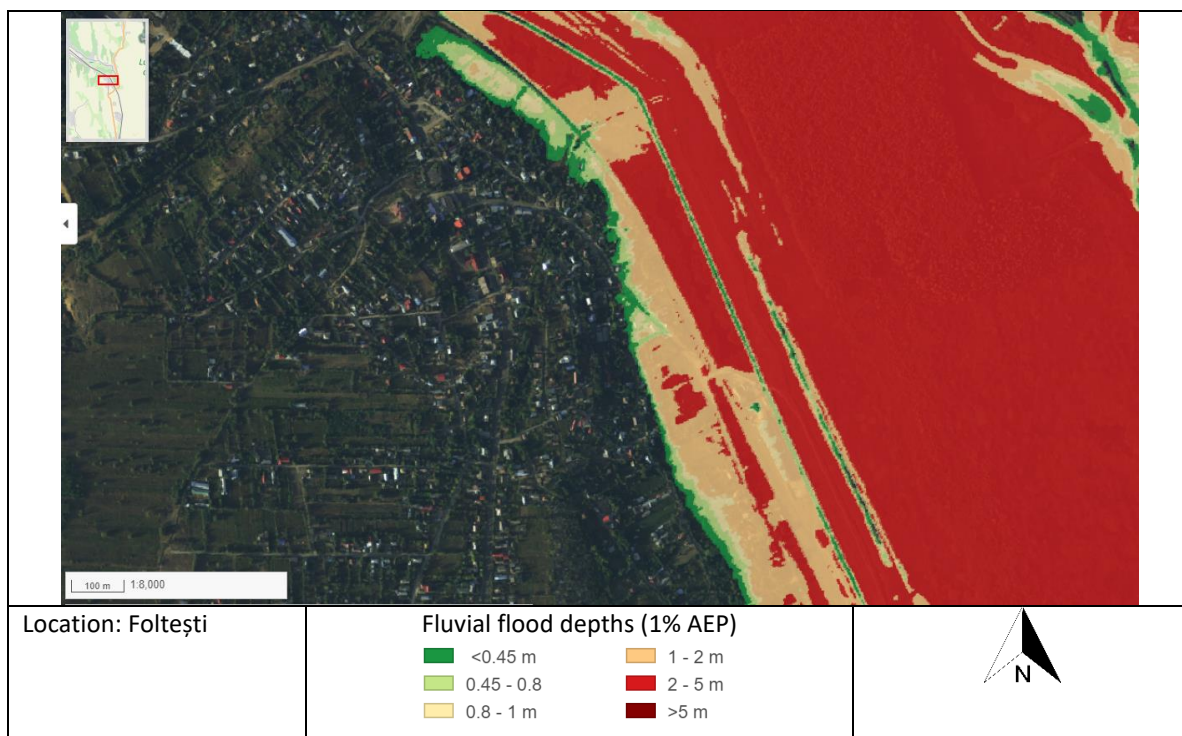 100 m 1:8,000
Location: Foltești
Fluvial flood depths (1% AEP)
<0.45 m 1 - 2 m
0.45 - 0.8 2 - 5 m
0.8 - 1 m >5 m
N